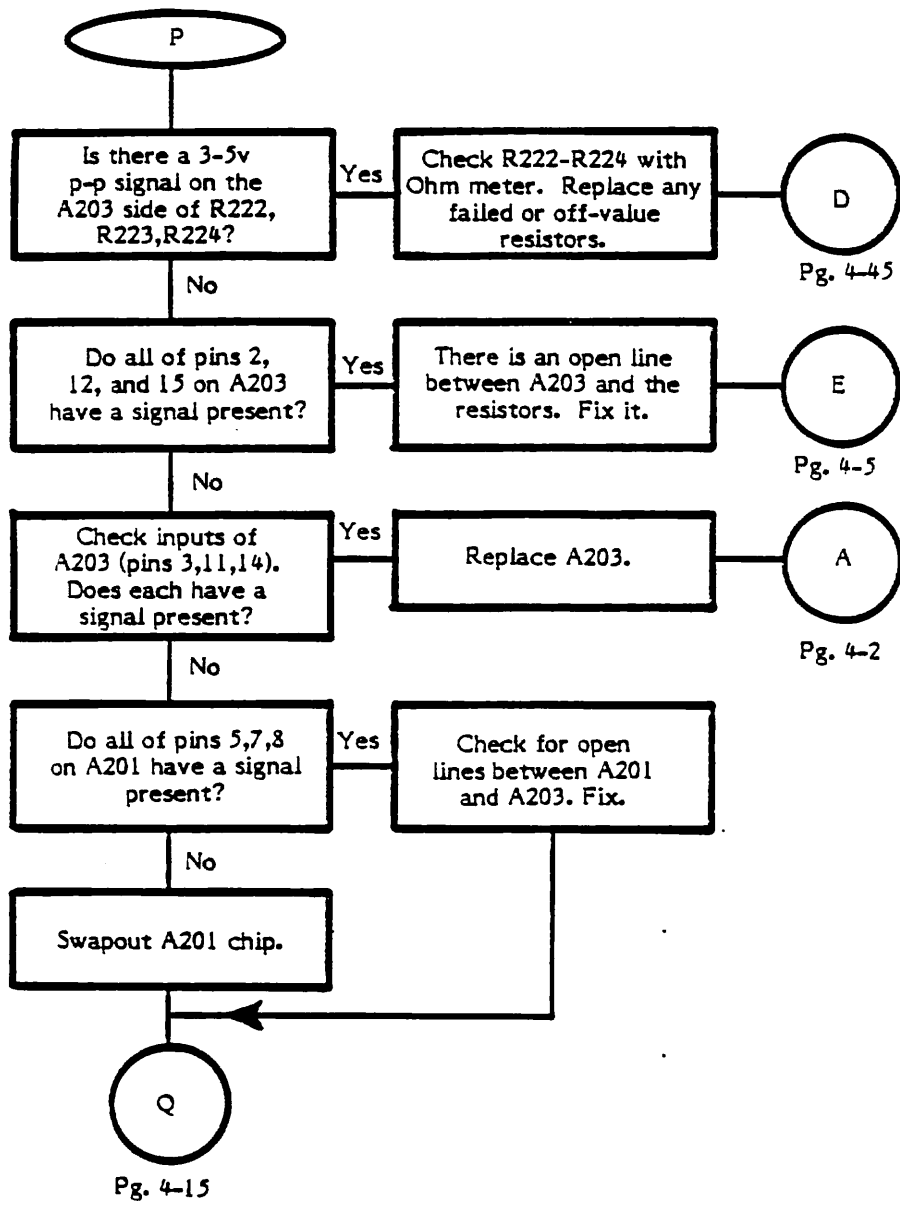 P
Is there a 3-5v
p-p signal on the
A203 side of R222,
R223,R224?
Yes
Check R222-R224 with
Ohm meter. Replace any
failed or off-value
resistors.
D
Pg. 4-45
No
Do all of pins 2,
12, and 15 on A203
have a signal present?
Yes
There is an open line
between A203 and the
resistors. Fix it.
E
Pg. 4-5
No
Check inputs of
A203 (pins 3,11,14).
Does each have a
signal present?
Yes
Replace A203.
A
Pg. 4-2
No
Do all of pins 5,7,8
on A201 have a signal
present?
Yes
Check for open
lines between A201
and A203. Fix.
No
Swapout A201 chip.
Q
Pg. 4-15